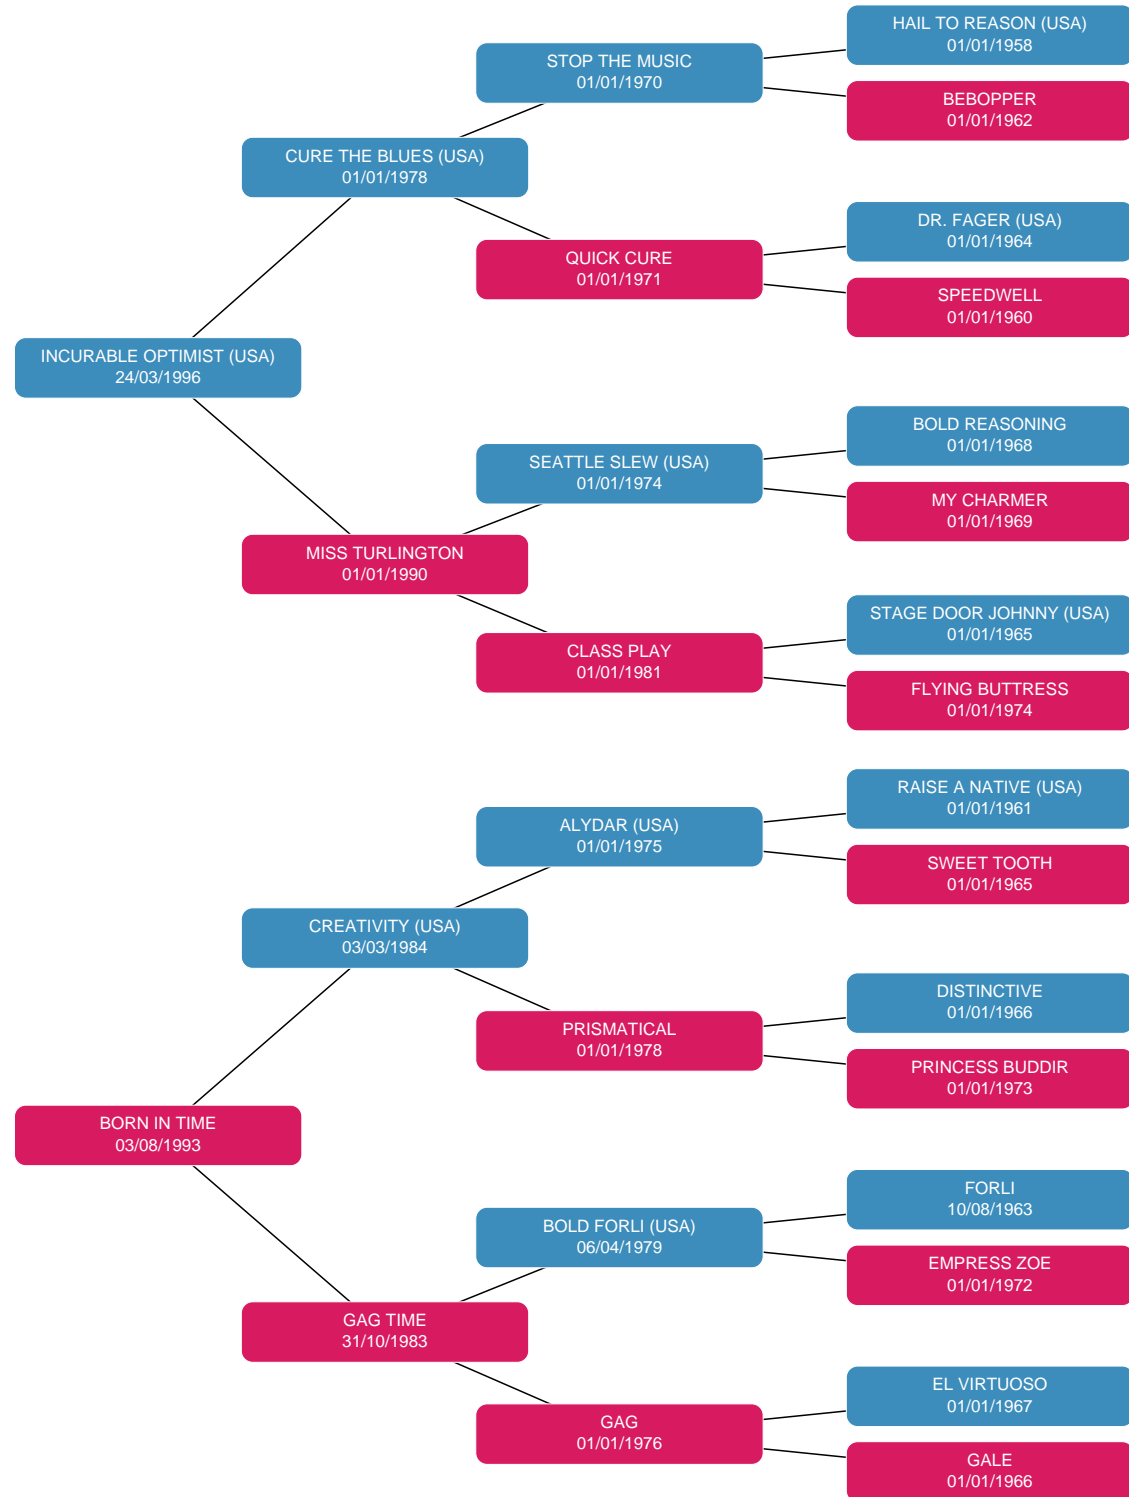 HAIL TO REASON (USA)
01/01/1958
STOP THE MUSIC
01/01/1970
BEBOPPER
01/01/1962
CURE THE BLUES (USA)
01/01/1978
DR. FAGER (USA)
01/01/1964
QUICK CURE
01/01/1971
SPEEDWELL
01/01/1960
INCURABLE OPTIMIST (USA)
24/03/1996
BOLD REASONING
01/01/1968
SEATTLE SLEW (USA)
01/01/1974
MY CHARMER
01/01/1969
MISS TURLINGTON
01/01/1990
STAGE DOOR JOHNNY (USA)
01/01/1965
CLASS PLAY
01/01/1981
FLYING BUTTRESS
01/01/1974
RAISE A NATIVE (USA)
01/01/1961
ALYDAR (USA)
01/01/1975
SWEET TOOTH
01/01/1965
CREATIVITY (USA)
03/03/1984
DISTINCTIVE
01/01/1966
PRISMATICAL
01/01/1978
PRINCESS BUDDIR
01/01/1973
BORN IN TIME
03/08/1993
FORLI
10/08/1963
BOLD FORLI (USA)
06/04/1979
EMPRESS ZOE
01/01/1972
GAG TIME
31/10/1983
EL VIRTUOSO
01/01/1967
GAG
01/01/1976
GALE
01/01/1966